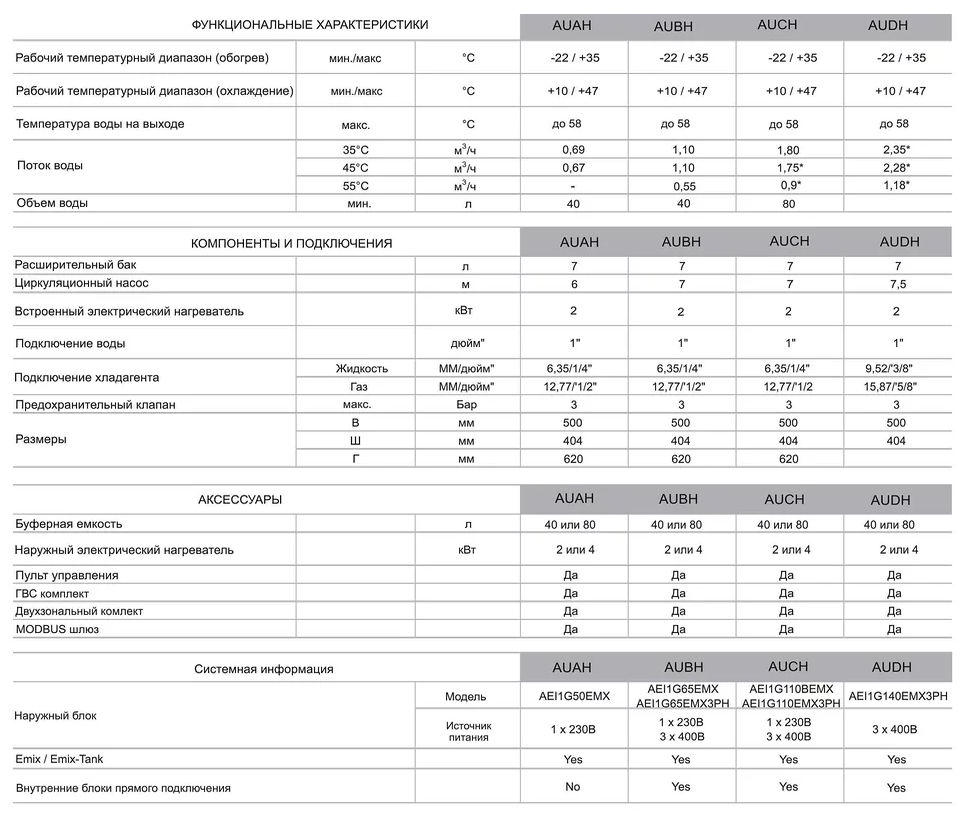 ФУНКЦИОНАЛЬНЫЕ ХАРАКТЕРИСТИКИ AUAH AUBH AUCH AUDH
Рабочий температурный диапазон (обогрев) мин./макс °C -22 / +35 -22 / +35 -22 / +35 -22 / +35
Рабочий температурный диапазон (охлаждение) мин./макс °C +10 / +47 +10 / +47 +10 / +47 +10 / +47
Температура воды на выходе макс. °C до 58 до 58 до 58 до 58
Поток воды 35°C м³/ч 0,69 1,10 1,80 2,35*
45°C м³/ч 0,67 1,10 1,75* 2,28*
55°C м³/ч - 0,55 0,9* 1,18*
Объем воды мин. л 40 40 80
КОМПОНЕНТЫ И ПОДКЛЮЧЕНИЯ AUAH AUBH AUCH AUDH
Расширительный бак л 7 7 7 7
Циркуляционный насос м 6 7 7 7,5
Встроенный электрический нагреватель кВт 2 2 2 2
Подключение воды дюйм" 1" 1" 1" 1"
Подключение хладагента Жидкость ММ/дюйм" 6,35/1/4" 6,35/1/4" 6,35/1/4" 9,52/'3/8"
Газ ММ/дюйм" 12,77/'1/2" 12,77/'1/2" 12,77/'1/2 15,87/'5/8"
Предохранительный клапан макс. Бар 3 3 3 3
Размеры В мм 500 500 500 500
Ш мм 404 404 404 404
Г мм 620 620 620
АКСЕССУАРЫ AUAH AUBH AUCH AUDH
Буферная емкость л 40 или 80 40 или 80 40 или 80 40 или 80
Наружный электрический нагреватель кВт 2 или 4 2 или 4 2 или 4 2 или 4
Пульт управления Да Да Да Да
ГВС комплект Да Да Да Да
Двухзональный комлект Да Да Да Да
MODBUS шлюз Да Да Да Да
Системная информация AUAH AUBH AUCH AUDH
Наружный блок Модель AEI1G50EMX AEI1G65EMX AEI1G65EMX3PH AEI1G110BEMX AEI1G110EMX3PH AEI1G140EMX3PH
Источник питания 1 x 230В 1 x 230В 3 x 400В 1 x 230В 3 x 400В 3 x 400В
Emix / Emix-Tank Yes Yes Yes Yes
Внутренние блоки прямого подключения No Yes Yes Yes